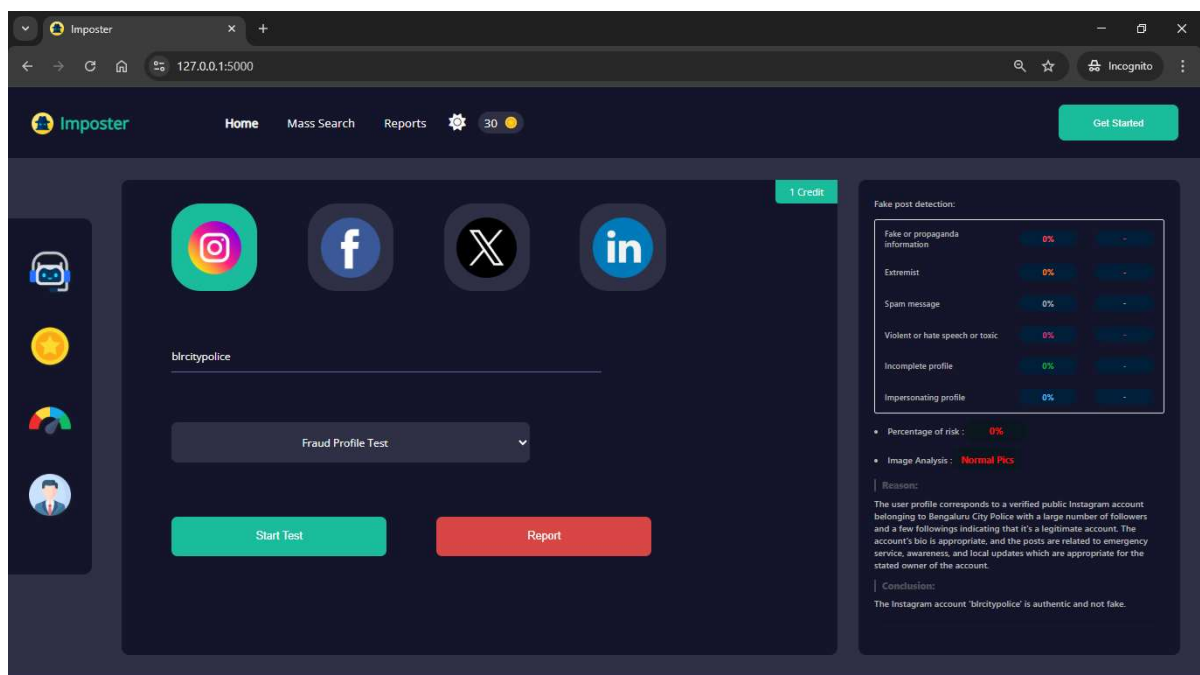 Imposter
127.0.0.1:5000
Incognito
Imposter
Home
Mass Search
Reports
30
Get Started
1 Credit
f
X
in
blrcitypolice
Fraud Profile Test
Start Test
Report
Fake post detection:
Fake or propaganda
information
0%
-
Extremist
0%
-
Spam message
0%
-
Violent or hate speech or toxic
0%
-
Incomplete profile
0%
-
Impersonating profile
0%
-
• Percentage of risk : 0%
• Image Analysis : Normal Pics
Reason:
The user profile corresponds to a verified public Instagram account
belonging to Bengaluru City Police with a large number of followers
and a few followings indicating that it's a legitimate account. The
account's bio is appropriate, and the posts are related to emergency
service, awareness, and local updates which are appropriate for the
stated owner of the account.
Conclusion:
The Instagram account 'blrcitypolice' is authentic and not fake.